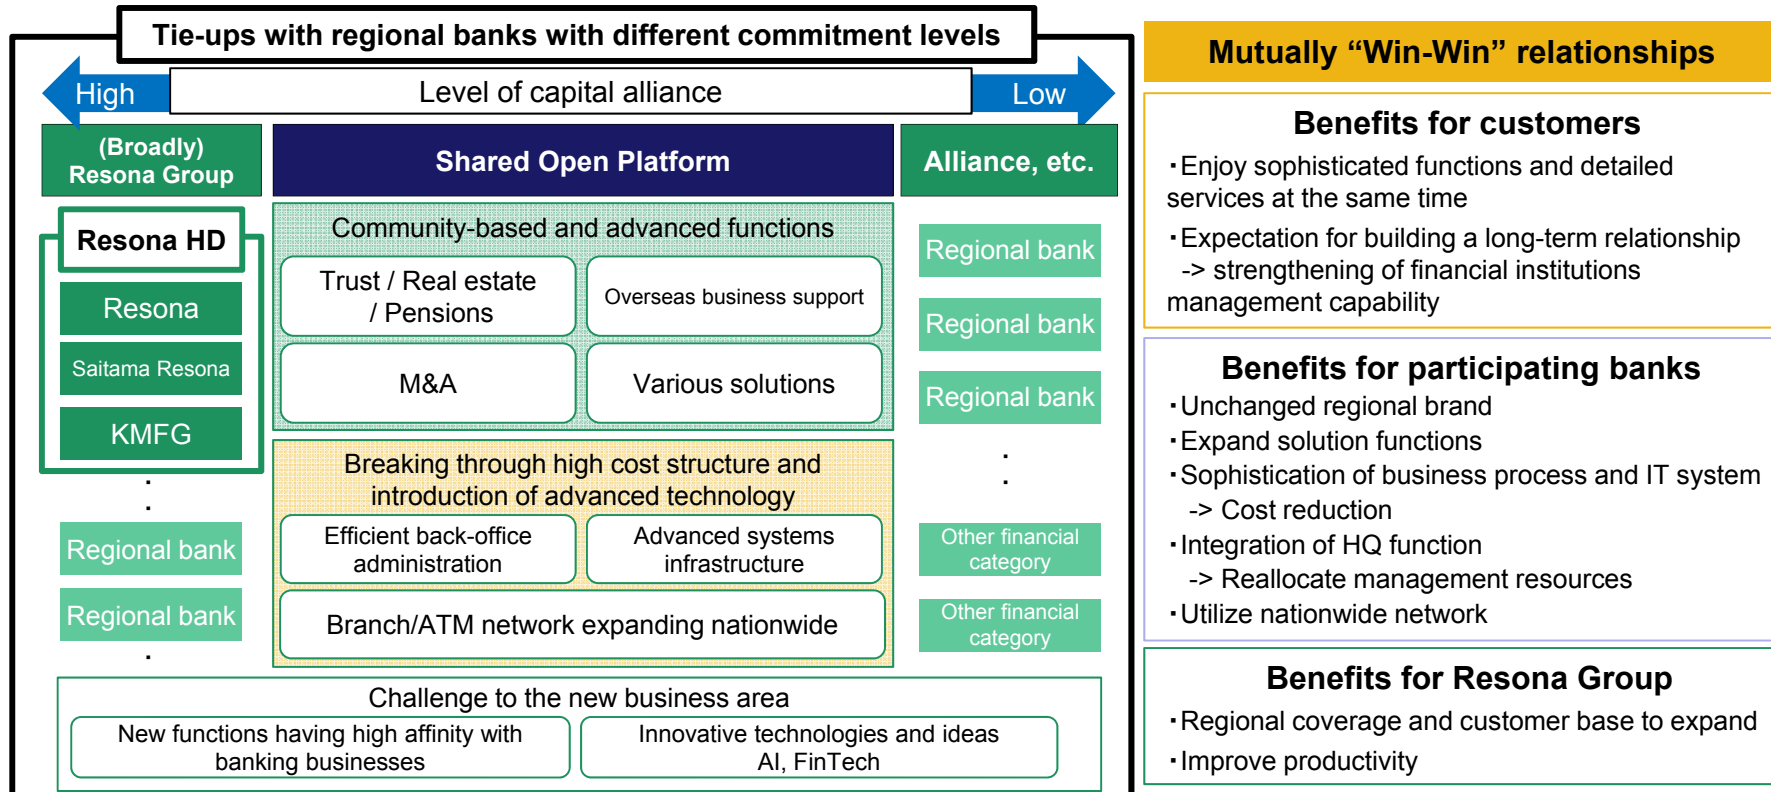 Tie-ups with regional banks with different commitment levels
High
Level of capital alliance
Low
(Broadly)
Resona Group
Shared Open Platform
Alliance, etc.
Resona HD
Resona
Saitama Resona
KMFG
.
.
Regional bank
Regional bank
.
Community-based and advanced functions
Trust / Real estate
/ Pensions
Overseas business support
M&A
Various solutions
Breaking through high cost structure and
introduction of advanced technology
Efficient back-office
administration
Advanced systems
infrastructure
Branch/ATM network expanding nationwide
Regional bank
Regional bank
Regional bank
.
.
Other financial
category
Other financial
category
Challenge to the new business area
New functions having high affinity with
banking businesses
Innovative technologies and ideas
AI, FinTech
Mutually “Win-Win” relationships
Benefits for customers
・Enjoy sophisticated functions and detailed
services at the same time
・Expectation for building a long-term relationship
-> strengthening of financial institutions
management capability
Benefits for participating banks
・Unchanged regional brand
・Expand solution functions
・Sophistication of business process and IT system
-> Cost reduction
・Integration of HQ function
-> Reallocate management resources
・Utilize nationwide network
Benefits for Resona Group
・Regional coverage and customer base to expand
・Improve productivity